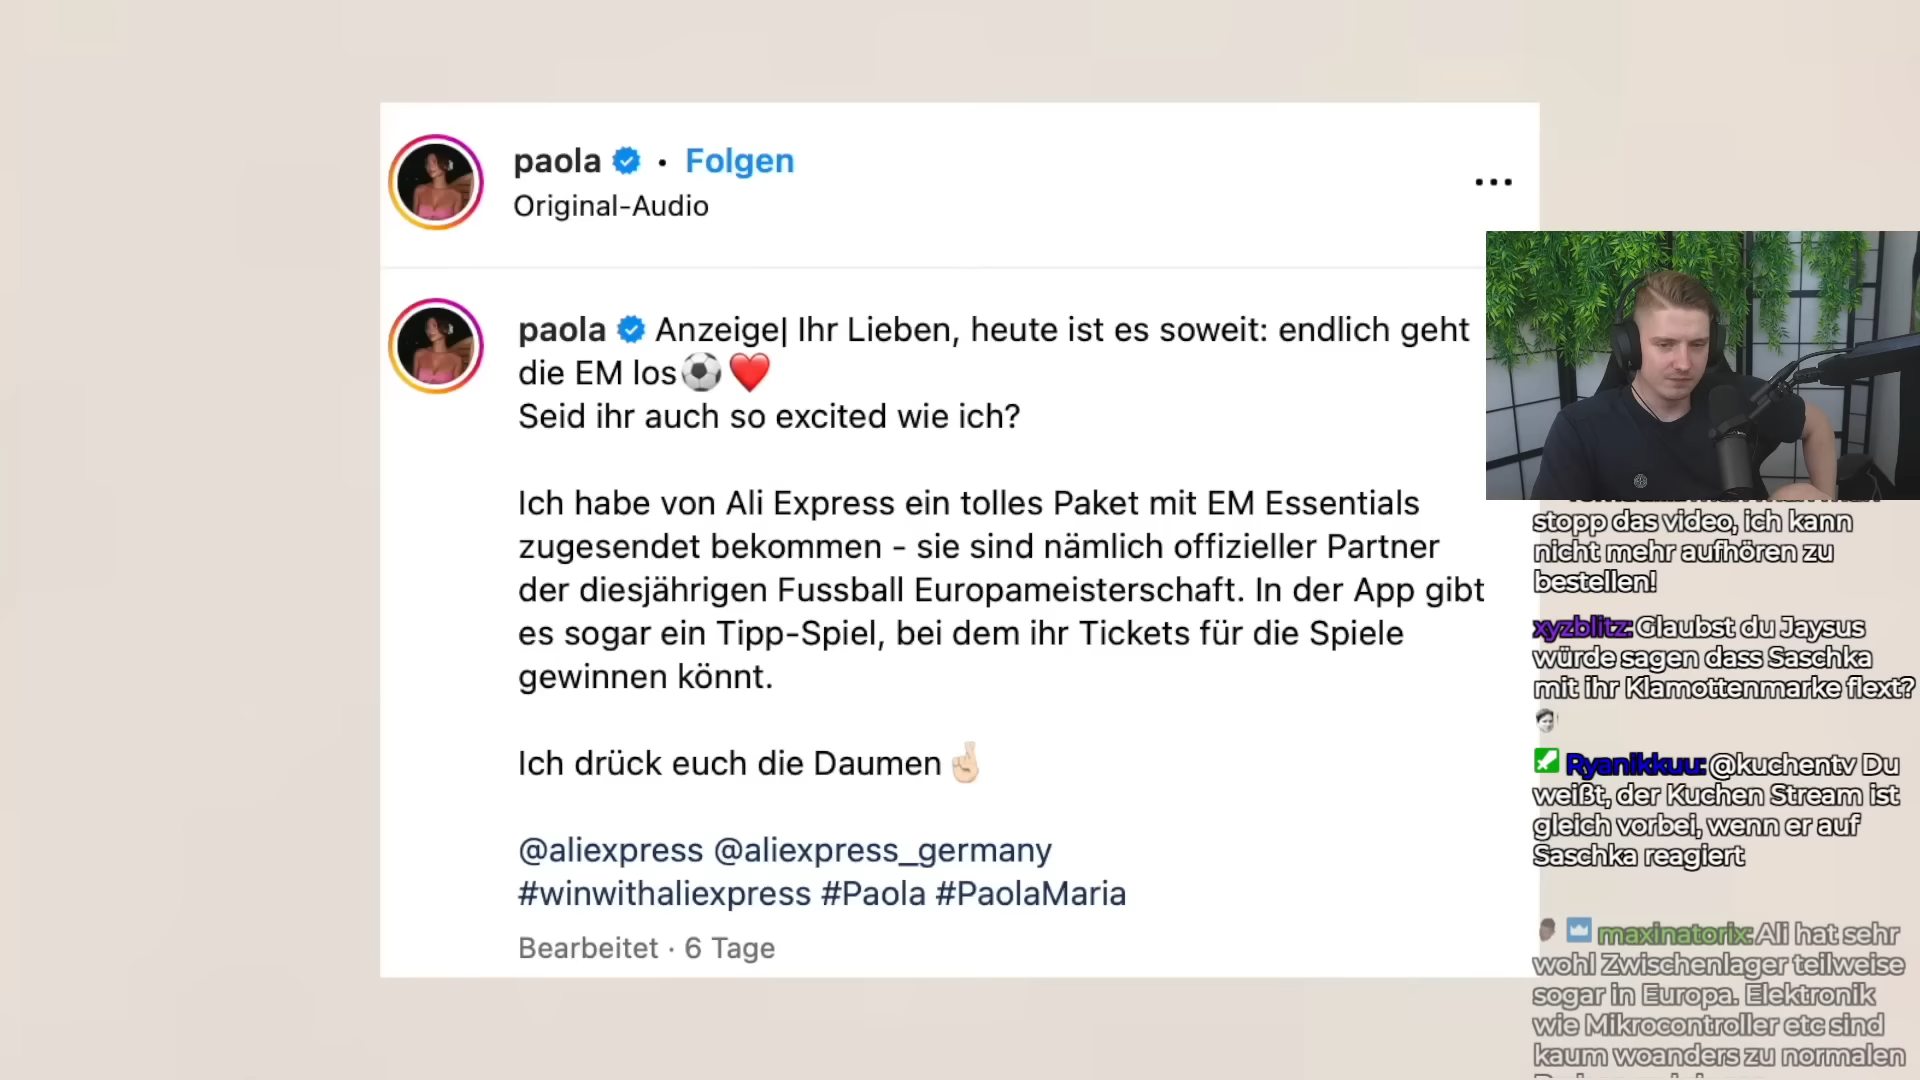 paola • Folgen
Original-Audio
paola Anzeige| Ihr Lieben, heute ist es soweit: endlich geht
die EM los⚽❤️
Seid ihr auch so excited wie ich?
Ich habe von Ali Express ein tolles Paket mit EM Essentials
zugesendet bekommen - sie sind nämlich offizieller Partner
der diesjährigen Fussball Europameisterschaft. In der App gibt
es sogar ein Tipp-Spiel, bei dem ihr Tickets für die Spiele
gewinnen könnt.
Ich drück euch die Daumen🤞🏻
@aliexpress @aliexpress_germany
#winwithaliexpress #Paola #PaolaMaria
Bearbeitet · 6 Tage
stopp das video, ich kann
nicht mehr aufhören zu
bestellen!
xyzblitz: Glaubst du Jaysus
würde sagen dass Saschka
mit ihr Klamottenmarke flext?
Ryanikkuu: @kuchentv Du
weißt, der Kuchen Stream ist
gleich vorbei, wenn er auf
Saschka reagiert
maxinatorix: Ali hat sehr
wohl Zwischenlager teilweise
sogar in Europa. Elektronik
wie Mikrocontroller etc sind
kaum woanders zu normalen